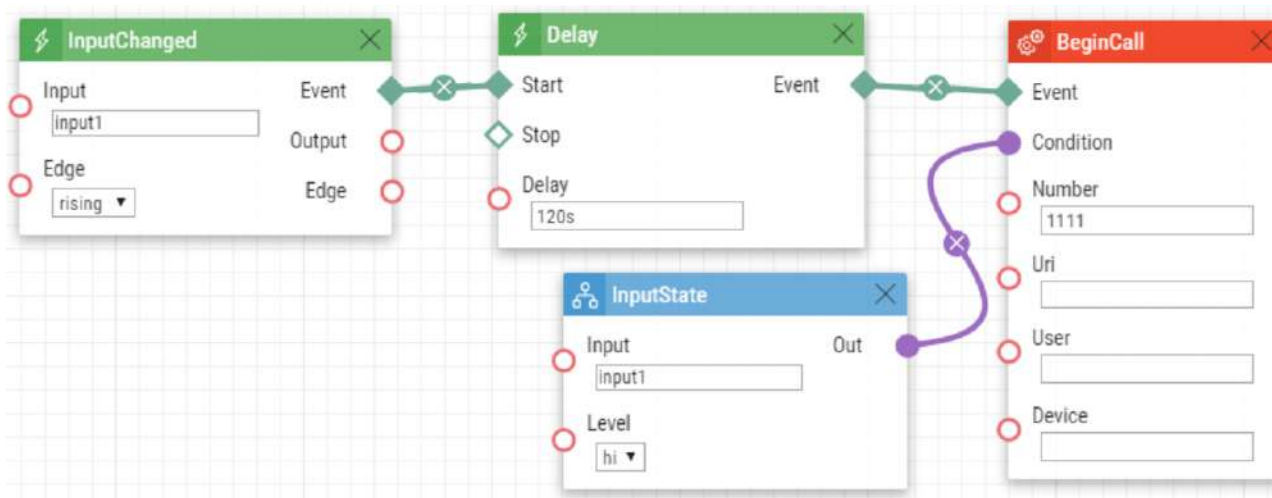 InputChanged
Input
Event
input1
Output
Edge
Edge
rising
Delay
Start
Event
Stop
Delay
120s
InputState
Input
Out
input1
Level
hi
BeginCall
Event
Condition
Number
1111
Uri
User
Device